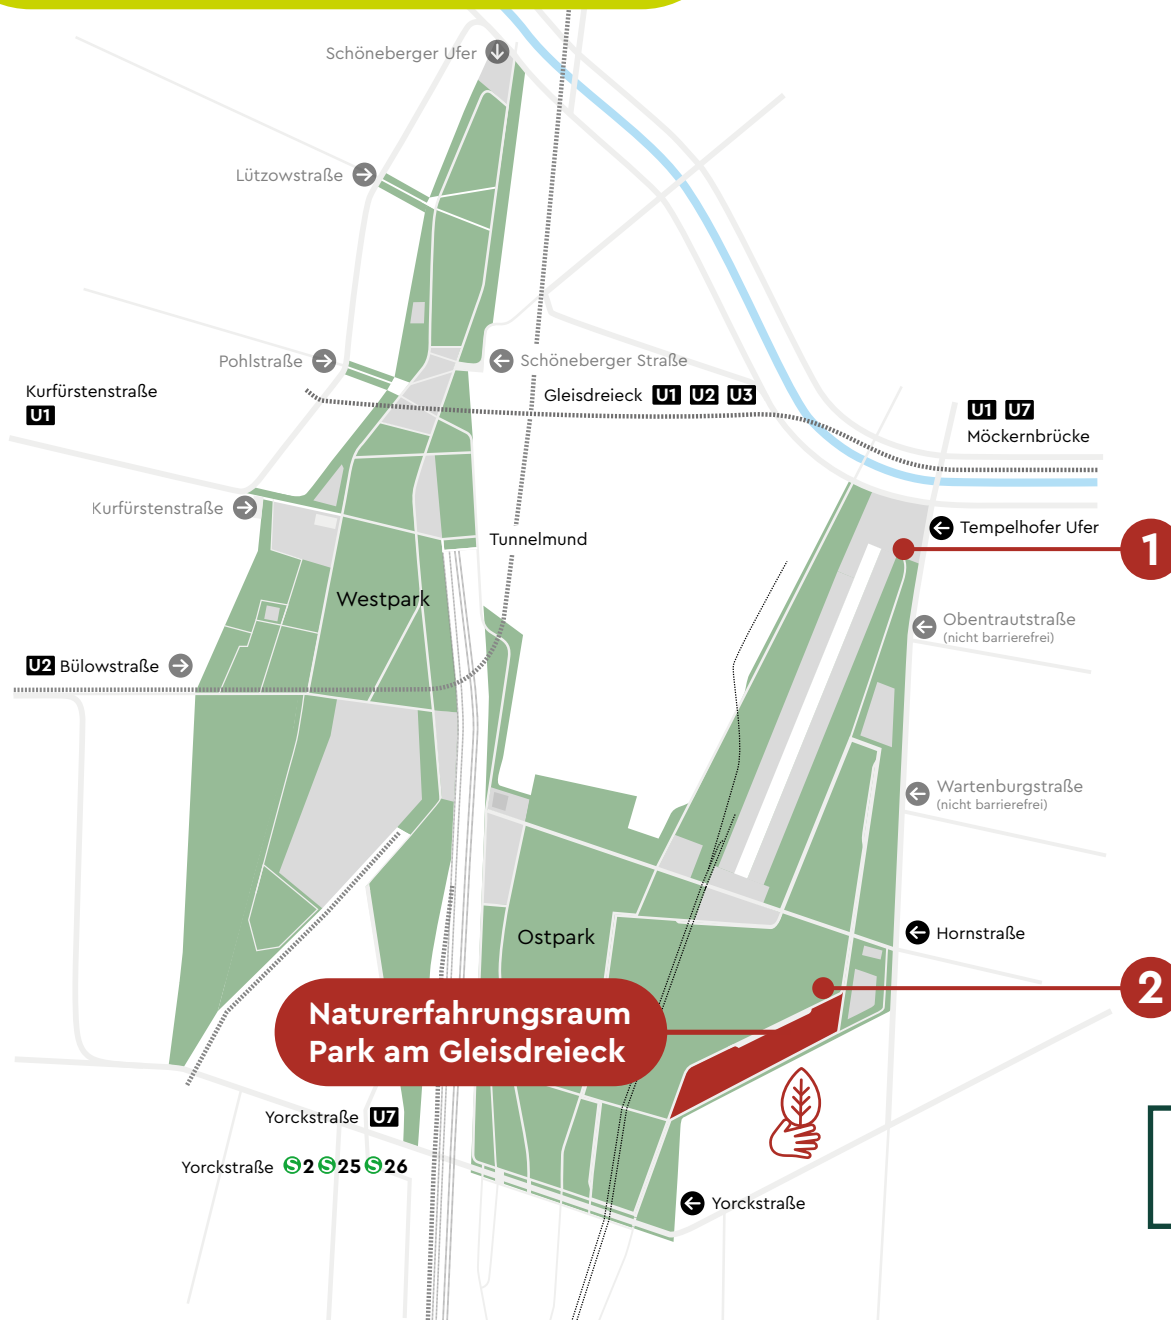 Schöneberger Ufer
Lützowstraße
Pohlstraße
Schöneberger Straße
Kurfürstenstraße
U1
Gleisdreieck U1 U2 U3
U1 U7
Möckernbrücke
Kurfürstenstraße
Tempelhofer Ufer
1
Tunnelmund
Westpark
Obentrautstraße
(nicht barrierefrei)
U2 Bülowstraße
Wartenburgstraße
(nicht barrierefrei)
Ostpark
Hornstraße
2
Naturerfahrungsraum
Park am Gleisdreieck
Yorckstraße U7
Yorckstraße S2 S25 S26
Yorckstraße